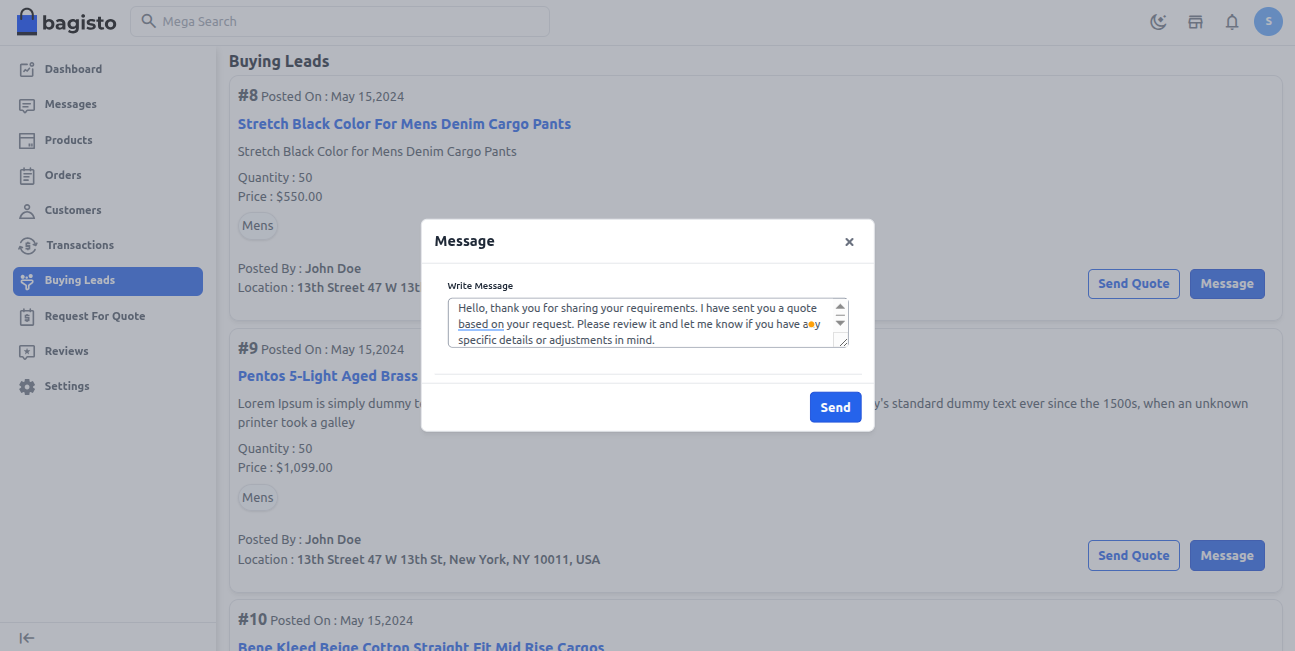 bagisto
Mega Search
S
Dashboard
Messages
Products
Orders
Customers
Transactions
Buying Leads
Request For Quote
Reviews
Settings
Buying Leads
#8 Posted On : May 15,2024
Stretch Black Color For Mens Denim Cargo Pants
Stretch Black Color for Mens Denim Cargo Pants
Quantity : 50
Price : $550.00
Mens
Posted By : John Doe
Location : 13th Street 47 W 13t
Send Quote
Message
Message
Write Message
Hello, thank you for sharing your requirements. I have sent you a quote
based on your request. Please review it and let me know if you have any
specific details or adjustments in mind.
Send
#9 Posted On : May 15,2024
Pentos 5-Light Aged Brass
Lorem Ipsum is simply dummy t y's standard dummy text ever since the 1500s, when an unknown
printer took a galley
Quantity : 50
Price : $1,099.00
Mens
Posted By : John Doe
Location : 13th Street 47 W 13th St, New York, NY 10011, USA
Send Quote
Message
#10 Posted On : May 15,2024
Bene Kleed Beige Cotton Straight Fit Mid Rise Cargos